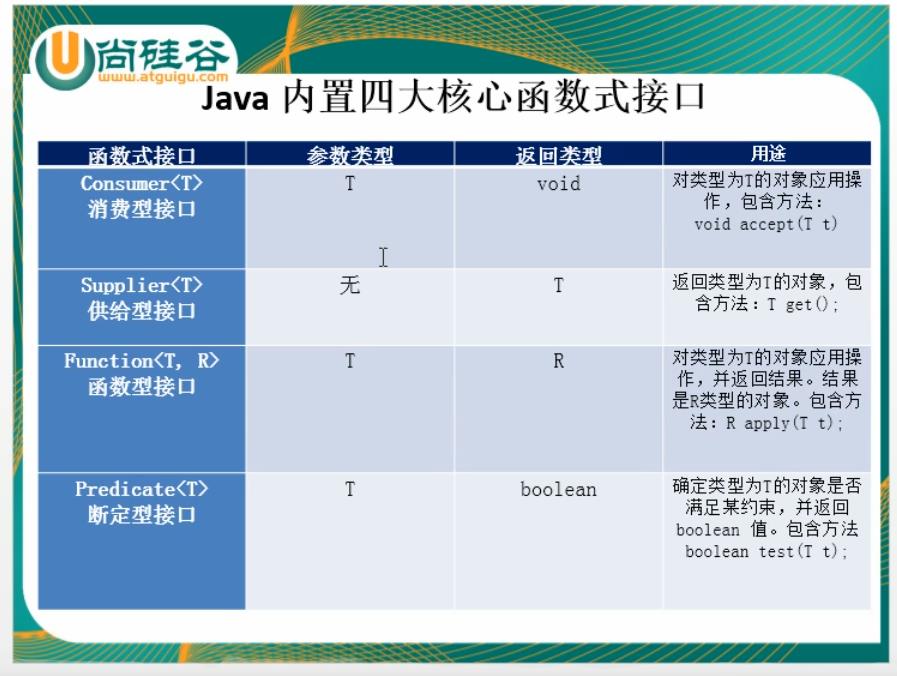 尚硅谷
www.atguigu.com
Java 内置四大核心函数式接口
函数式接口 参数类型 返回类型 用途
Consumer<T>
消费型接口
T
void
对类型为T的对象应用操
作，包含方法：
void accept(T t)
Supplier<T>
供给型接口
无
T
返回类型为T的对象，包
含方法：T get();
Function<T, R>
函数型接口
T
R
对类型为T的对象应用操
作，并返回结果。结果
是R类型的对象。包含方
法：R apply(T t);
Predicate<T>
断定型接口
T
boolean
确定类型为T的对象是否
满足某约束，并返回
boolean 值。包含方法
boolean test(T t);